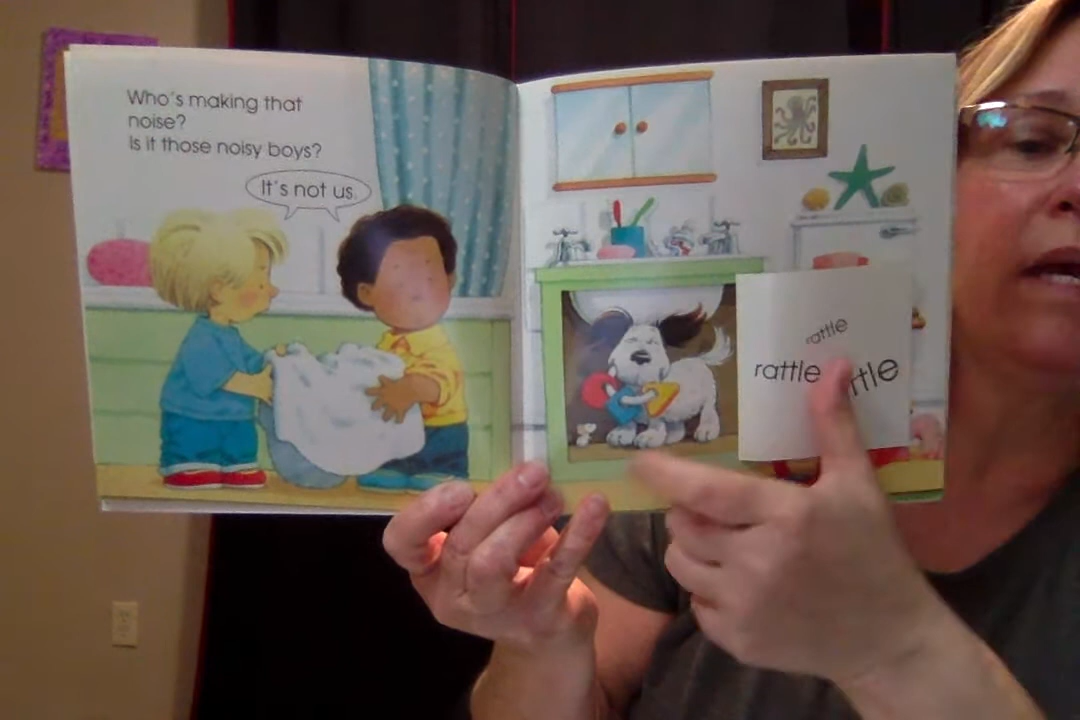 Who's making that
noise?
Is it those noisy boys?
It's not us.
rattle
rattle